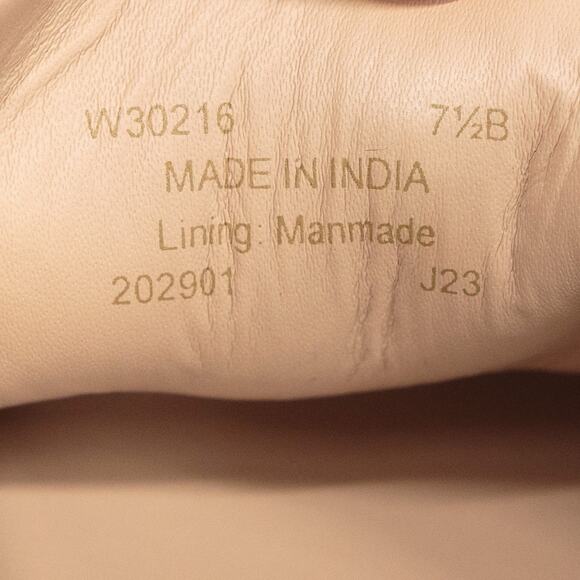 W30216 7½B
MADE IN INDIA
Lining: Manmade
202901 J23